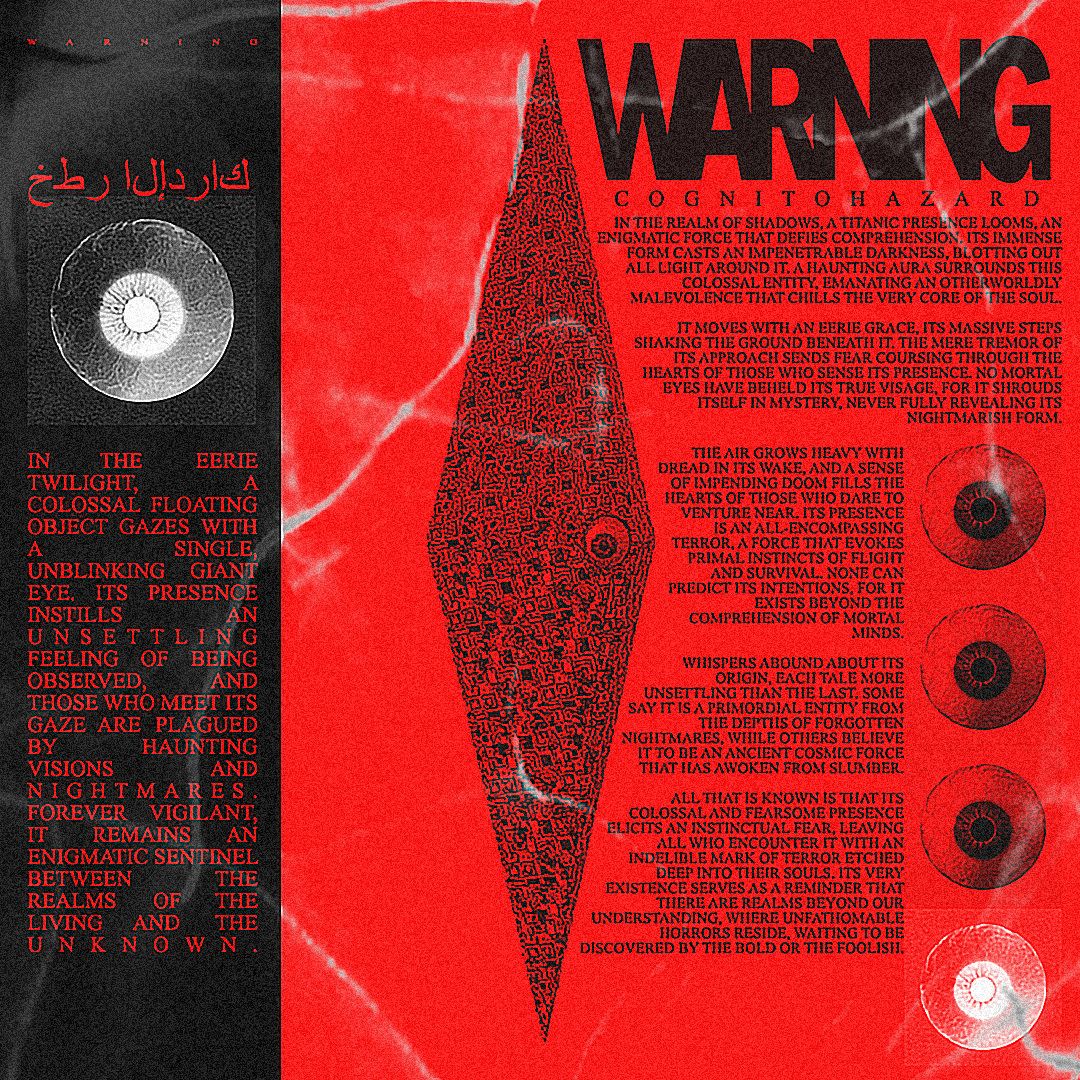 WARNING
خطر الإدراك
IN THE EERIE
TWILIGHT, A
COLOSSAL FLOATING
OBJECT GAZES WITH
A SINGLE,
UNBLINKING GIANT
EYE. ITS PRESENCE
INSTILLS AN
UNSETTLING
FEELING OF BEING
OBSERVED, AND
THOSE WHO MEET ITS
GAZE ARE PLAGUED
BY HAUNTING
VISIONS AND
NIGHTMARES.
FOREVER VIGILANT,
IT REMAINS AN
ENIGMATIC SENTINEL
BETWEEN THE
REALMS OF THE
LIVING AND THE
UNKNOWN.
WARNING
COGNITOHAZARD
IN THE REALM OF SHADOWS, A TITANIC PRESENCE LOOMS, AN
ENIGMATIC FORCE THAT DEFIES COMPREHENSION. ITS IMMENSE
FORM CASTS AN IMPENETRABLE DARKNESS, BLOTTING OUT
ALL LIGHT AROUND IT. A HAUNTING AURA SURROUNDS THIS
COLOSSAL ENTITY, EMANATING AN OTHERWORLDLY
MALEVOLENCE THAT CHILLS THE VERY CORE OF THE SOUL.
IT MOVES WITH AN EERIE GRACE, ITS MASSIVE STEPS
SHAKING THE GROUND BENEATH IT. THE MERE TREMOR OF
ITS APPROACH SENDS FEAR COURSING THROUGH THE
HEARTS OF THOSE WHO SENSE ITS PRESENCE. NO MORTAL
EYES HAVE BEHELD ITS TRUE VISAGE, FOR IT SHROUDS
ITSELF IN MYSTERY, NEVER FULLY REVEALING ITS
NIGHTMARISH FORM.
THE AIR GROWS HEAVY WITH
DREAD IN ITS WAKE, AND A SENSE
OF IMPENDING DOOM FILLS THE
HEARTS OF THOSE WHO DARE TO
VENTURE NEAR. ITS PRESENCE
IS AN ALL-ENCOMPASSING
TERROR, A FORCE THAT EVOKES
PRIMAL INSTINCTS OF FLIGHT
AND SURVIVAL. NONE CAN
PREDICT ITS INTENTIONS, FOR IT
EXISTS BEYOND THE
COMPREHENSION OF MORTAL
MINDS.
WHISPERS ABOUND ABOUT ITS
ORIGIN, EACH TALE MORE
UNSETTLING THAN THE LAST. SOME
SAY IT IS A PRIMORDIAL ENTITY FROM
THE DEPTHS OF FORGOTTEN
NIGHTMARES, WHILE OTHERS BELIEVE
IT TO BE AN ANCIENT COSMIC FORCE
THAT HAS AWOKEN FROM SLUMBER.
ALL THAT IS KNOWN IS THAT ITS
COLOSSAL AND FEARSOME PRESENCE
ELICITS AN INSTINCTUAL FEAR, LEAVING
ALL WHO ENCOUNTER IT WITH AN
INDELIBLE MARK OF TERROR ETCHED
DEEP INTO THEIR SOULS. ITS VERY
EXISTENCE SERVES AS A REMINDER THAT
THERE ARE REALMS BEYOND OUR
UNDERSTANDING, WHERE UNFATHOMABLE
HORRORS RESIDE, WAITING TO BE
DISCOVERED BY THE BOLD OR THE FOOLISH.